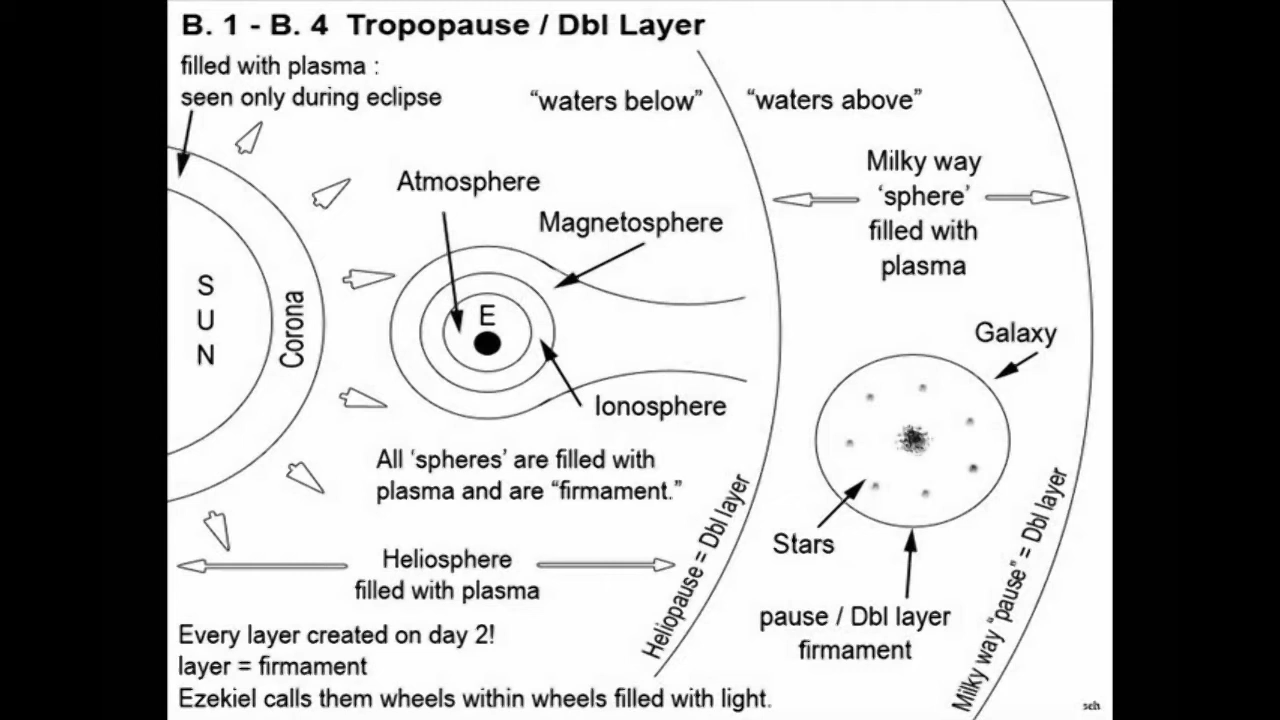 B. 1 - B. 4 Tropopause / Dbl Layer
filled with plasma :
seen only during eclipse
“waters below”
“waters above”
Atmosphere
Magnetosphere
Milky way
‘sphere’
filled with
plasma
S
U
N
Corona
E
Ionosphere
Galaxy
All ‘spheres’ are filled with
plasma and are “firmament.”
Stars
Heliosphere
filled with plasma
Heliopause = Dbl layer
pause / Dbl layer
firmament
Milky way “pause” = Dbl layer
Every layer created on day 2!
layer = firmament
Ezekiel calls them wheels within wheels filled with light.